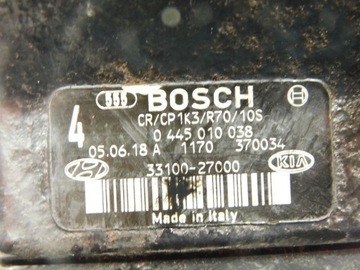 555 BOSCH
CR/CP1K3/R70/10S
4
0 445 010 038
05.06.18 A 1170 370034
33100-27000 KIA
Made in Italy